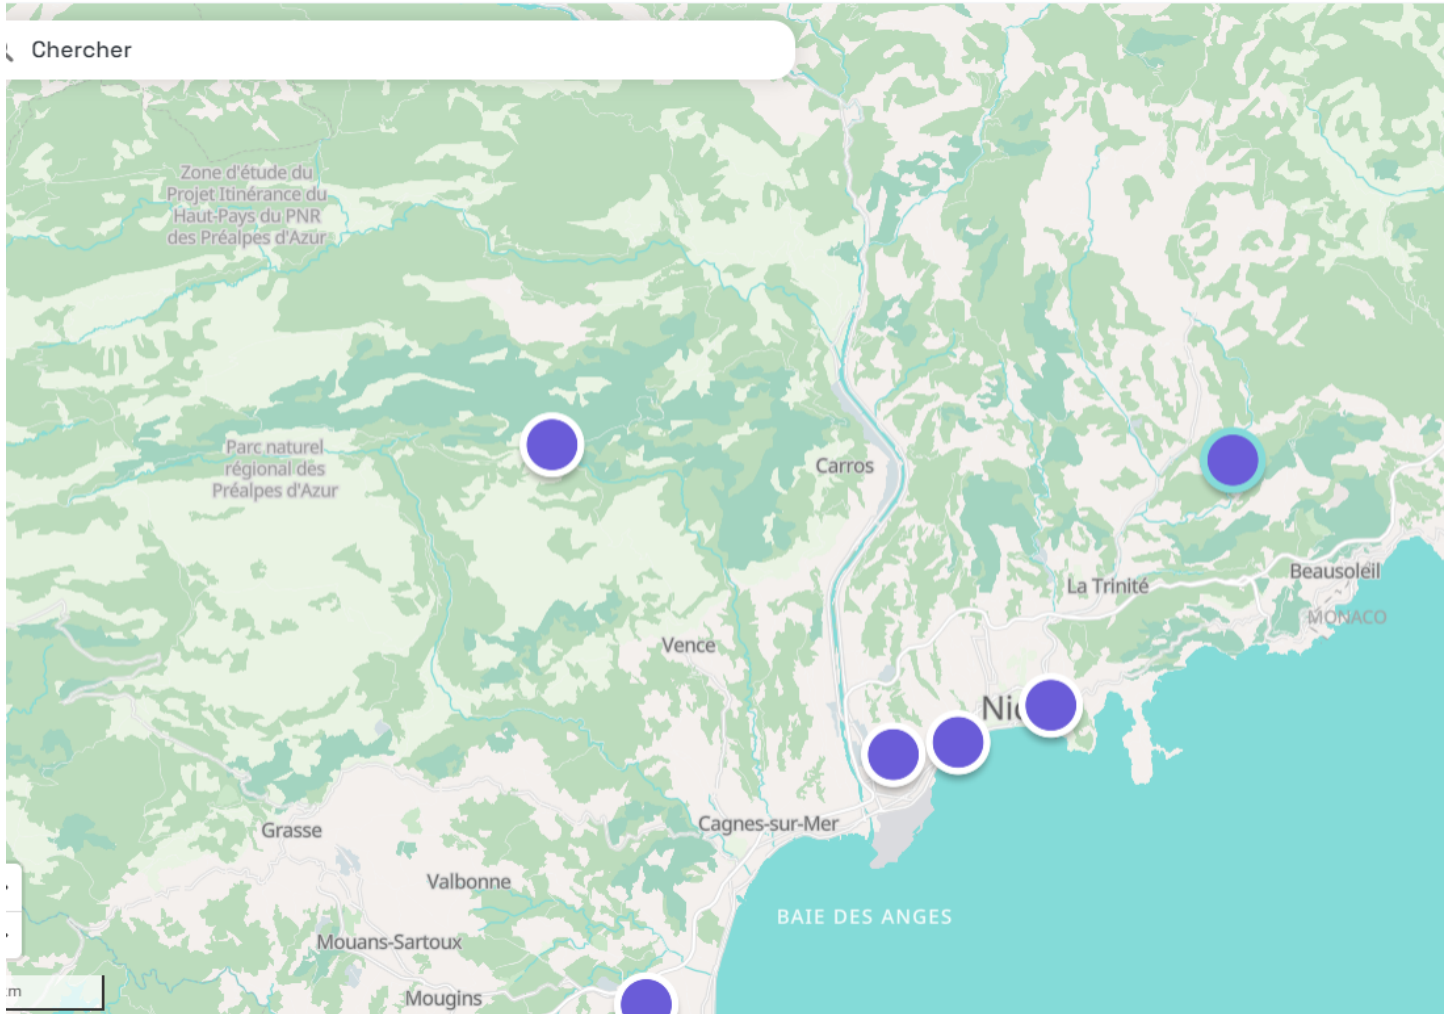 Chercher
Zone d'étude du
Projet Itinérance du
Haut-Pays du PNR
des Préalpes d'Azur
Parc naturel
régional des
Préalpes d'Azur
Carros
La Trinité
Beausoleil
MONACO
Vence
Cagnes-sur-Mer
Grasse
Valbonne
BAIE DES ANGES
Mouans-Sartoux
Mougins